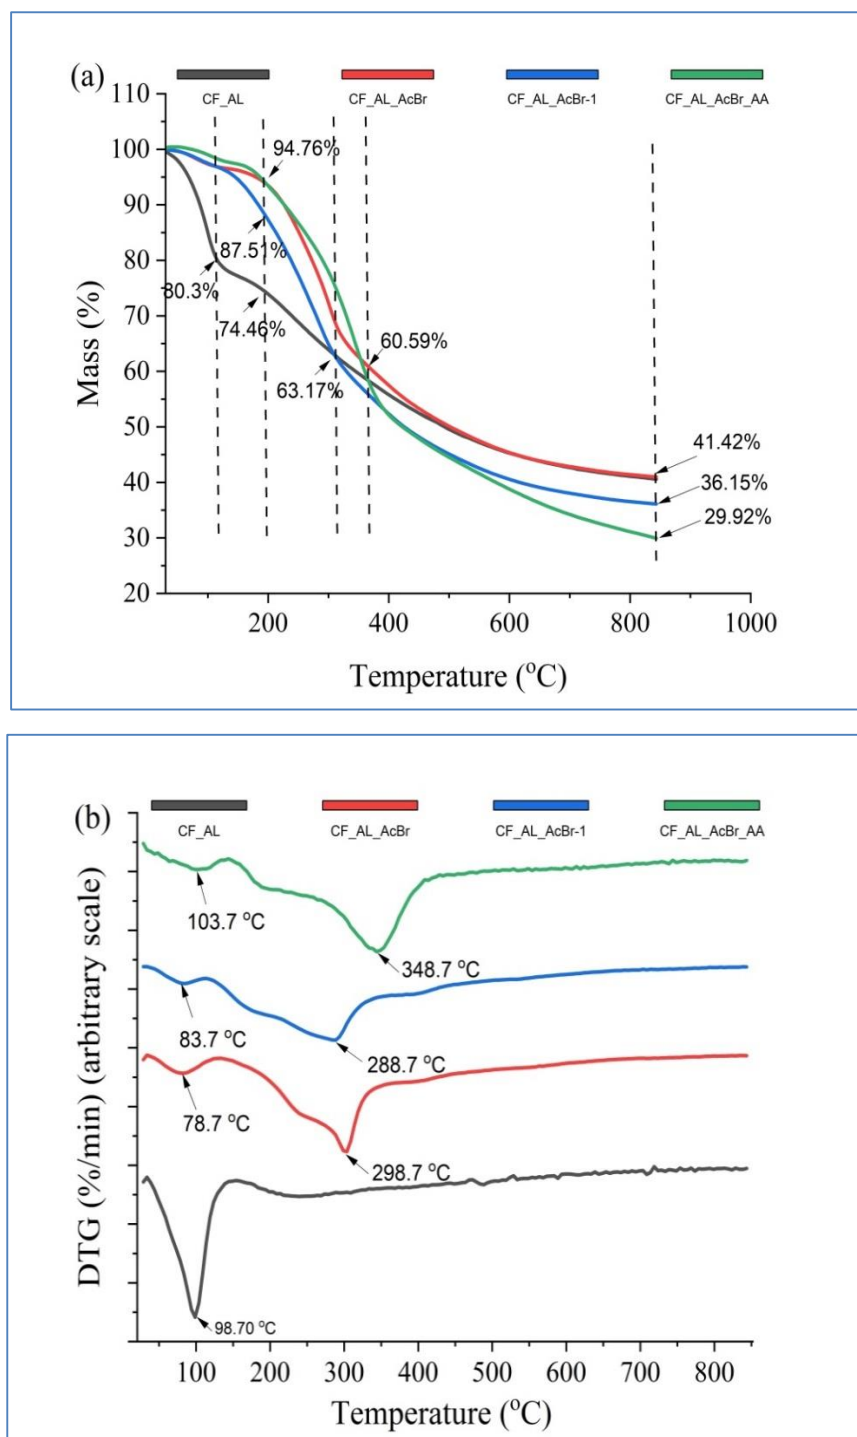 (a)
CF_AL CF_AL_AcBr CF_AL_AcBr-1 CF_AL_AcBr_AA
110
100
90
80
70
60
50
40
30
20
Mass (%)
94.76%
87.51%
80.3%
74.46%
63.17%
60.59%
41.42%
36.15%
29.92%
200 400 600 800 1000
Temperature (°C)
(b)
CF_AL CF_AL_AcBr CF_AL_AcBr-1 CF_AL_AcBr_AA
DTG (%/min) (arbitrary scale)
103.7 °C
348.7 °C
83.7 °C
288.7 °C
78.7 °C
298.7 °C
98.70 °C
100 200 300 400 500 600 700 800
Temperature (°C)